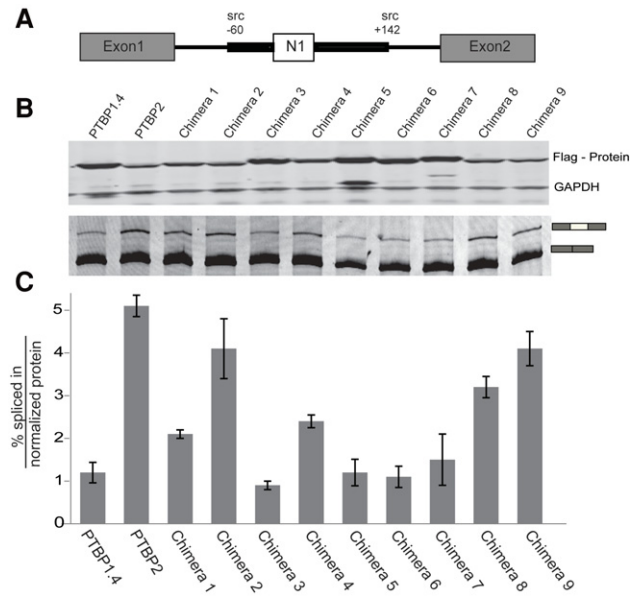 A
src
-60
src
+142
Exon1
N1
Exon2
B
PTBP1.4
PTBP2
Chimera 1
Chimera 2
Chimera 3
Chimera 4
Chimera 5
Chimera 6
Chimera 7
Chimera 8
Chimera 9
Flag - Protein
GAPDH
C
% spliced in
normalized protein
5
4
3
2
1
0
PTBP1.4
PTBP2
Chimera 1
Chimera 2
Chimera 3
Chimera 4
Chimera 5
Chimera 6
Chimera 7
Chimera 8
Chimera 9